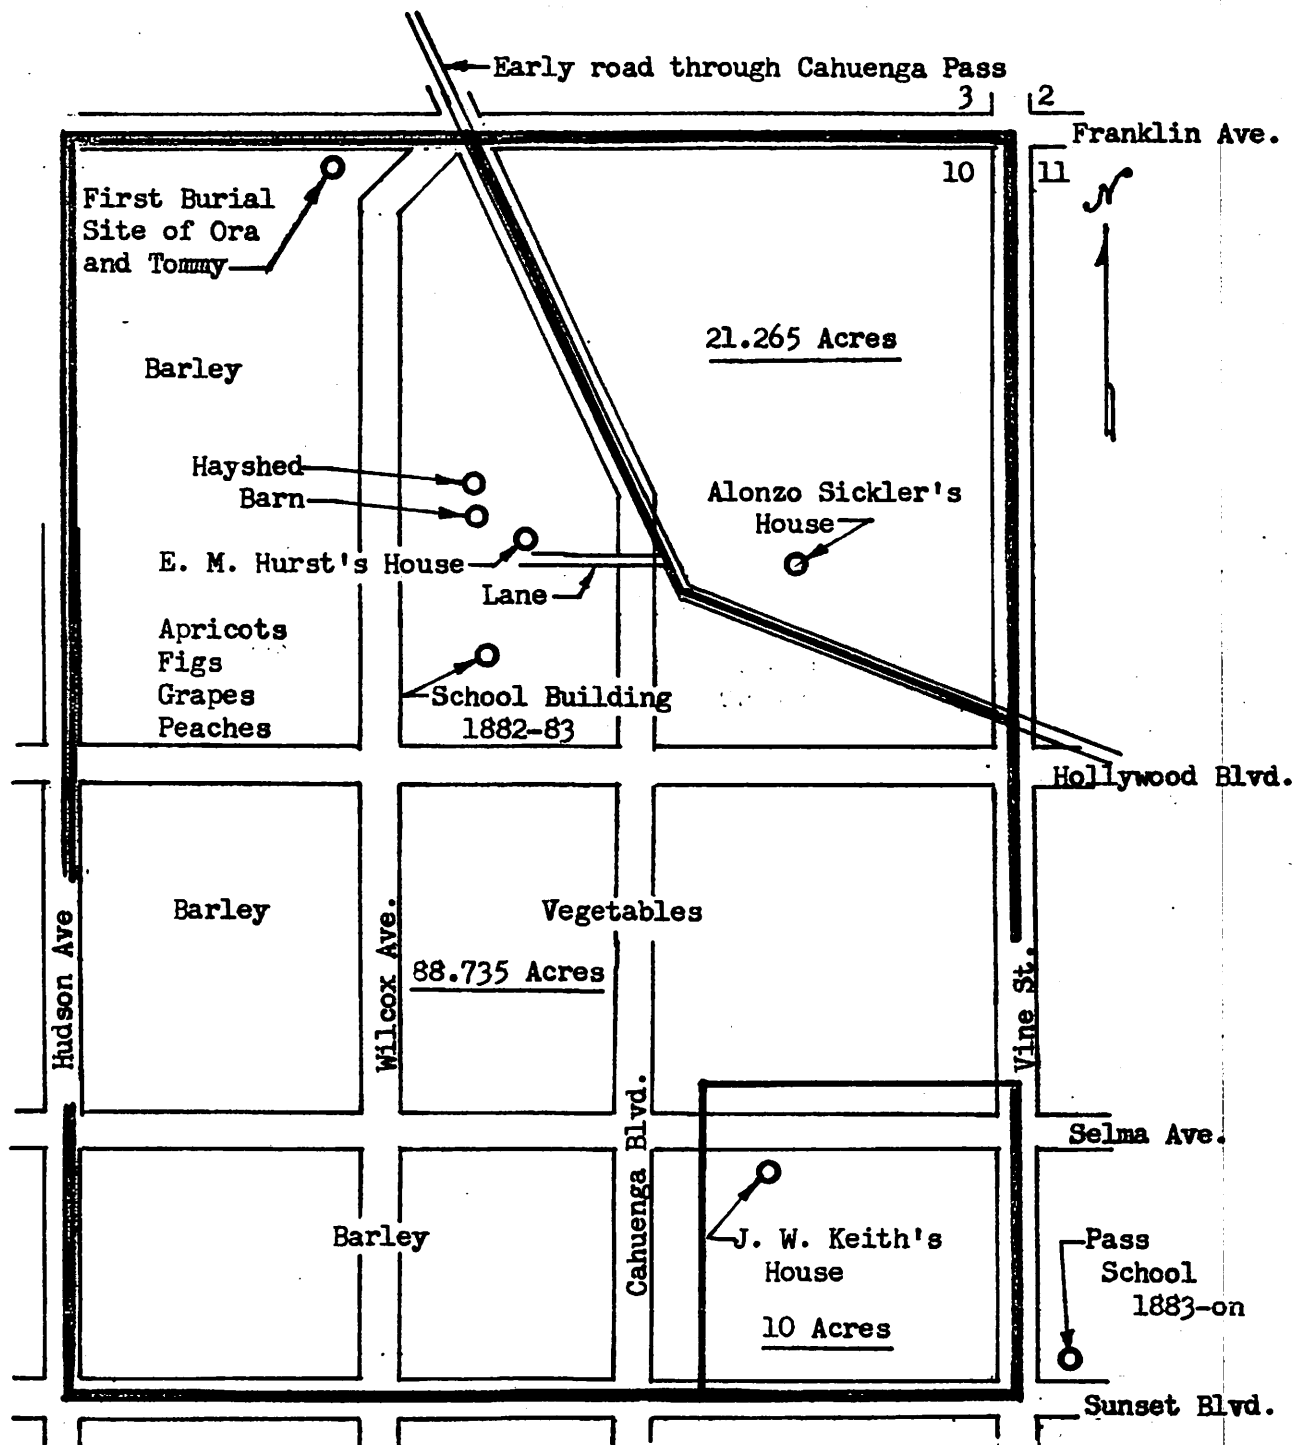 Early road through Cahuenga Pass
3
2
Franklin Ave.
10
11
N
First Burial
Site of Ora
and Tommy
21.265 Acres
Barley
Hayshed
Barn
Alonzo Sickler's
House
E. M. Hurst's House
Lane
Apricots
Figs
Grapes
Peaches
School Building
1882-83
Hollywood Blvd.
Barley
Vegetables
88.735 Acres
Hudson Ave
Wilcox Ave.
Cahuenga Blvd.
Vine St.
Selma Ave.
Barley
J. W. Keith's
House
10 Acres
Pass
School
1883-on
Sunset Blvd.